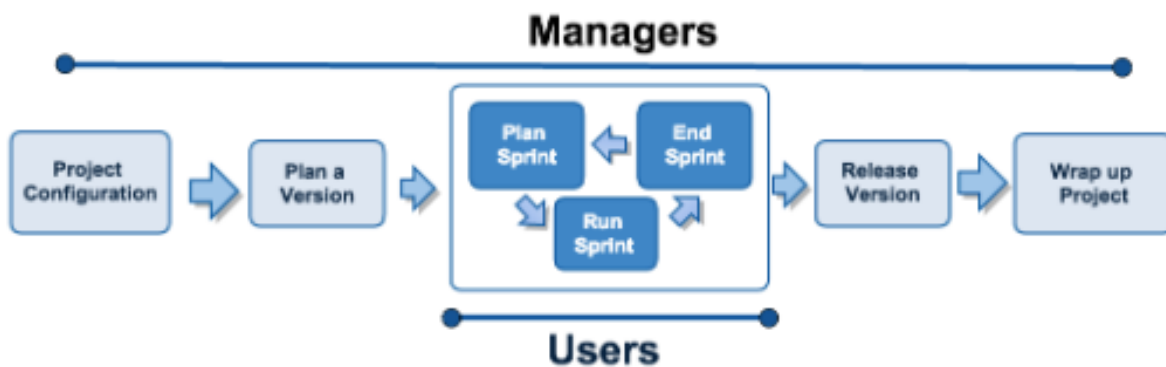 Managers
Project
Configuration
Plan a
Version
Plan
Sprint
End
Sprint
Run
Sprint
Release
Version
Wrap up
Project
Users